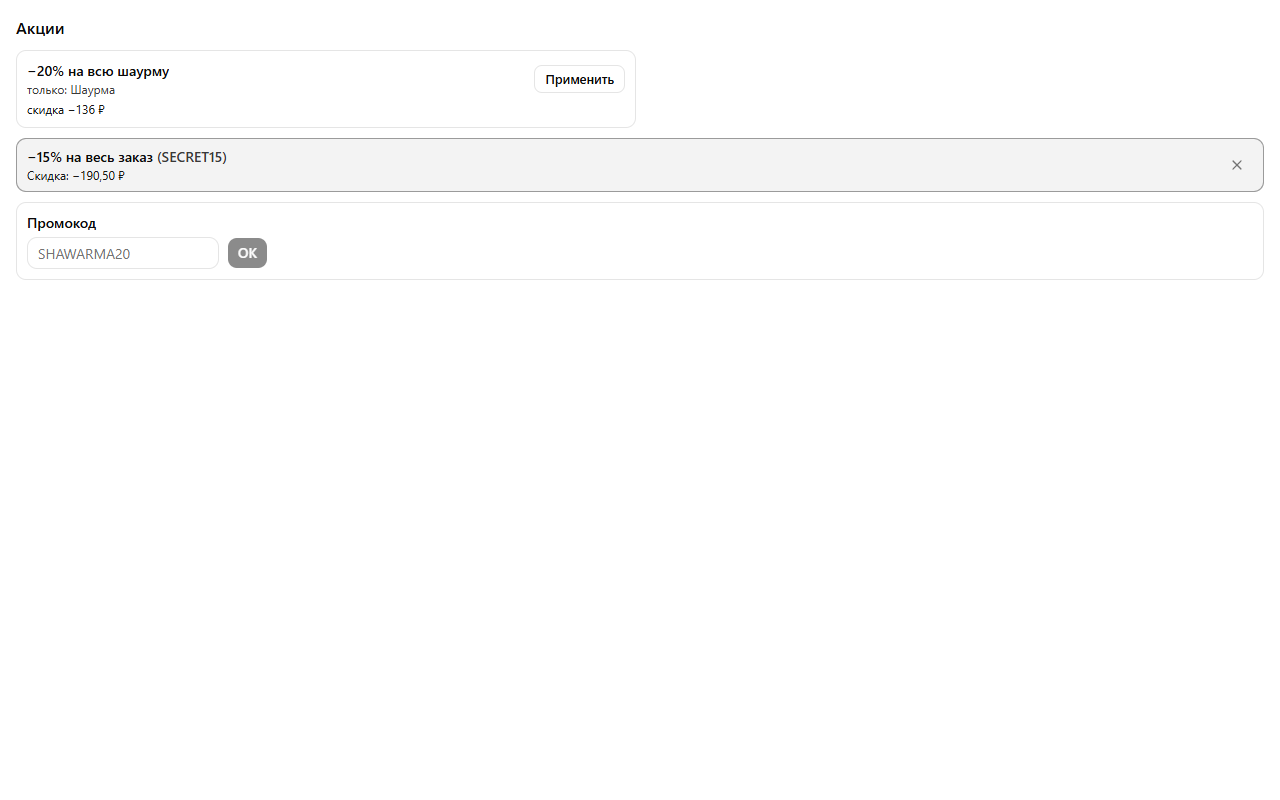 Акции
−20% на всю шаурму
только: Шаурма
скидка −136 ₽
Применить
−15% на весь заказ (SECRET15)
Скидка: −190,50 ₽
×
Промокод
SHAWARMA20
ОК